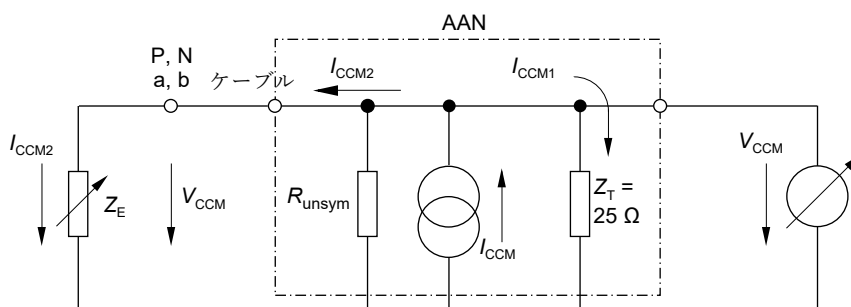 AAN
P, N
a, b ケーブル
I_CCM2
I_CCM1
I_CCM2
Z_E
V_CCM
R_unsym
I_CCM
Z_T =
25 Ω
V_CCM